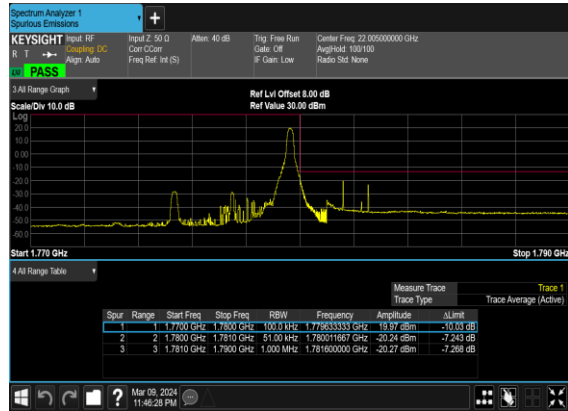 Spectrum Analyzer 1
Spurious Emissions
+
KEYSIGHT Input: RF Input Z: 50 Ω Atten: 40 dB Trig: Free Run Center Freq: 22.005000000 GHz
R T Coupling: DC Corr CCorr Gate: Off Avg|Hold: 100/100
Align: Auto Freq Ref: Int (S) IF Gain: Low Radio Std: None
PASS
3 All Range Graph
Ref Lvl Offset 8.00 dB
Scale/Div 10.0 dB Ref Value 30.00 dBm
Log
20.0
10.0
0.00
-10.0
-20.0
-30.0
-40.0
-50.0
-60.0
Start 1.770 GHz Stop 1.790 GHz
4 All Range Table
Measure Trace Trace 1
Trace Type Trace Average (Active)
Spur Range Start Freq Stop Freq RBW Frequency Amplitude ΔLimit
1 1 1.7700 GHz 1.7800 GHz 100.0 kHz 1.779633333 GHz 19.97 dBm -10.03 dB
2 2 1.7800 GHz 1.7810 GHz 51.00 kHz 1.780011667 GHz -20.24 dBm -7.243 dB
3 3 1.7810 GHz 1.7900 GHz 1.000 MHz 1.781600000 GHz -20.27 dBm -7.268 dB
? Mar 09, 2024
11:46:28 PM